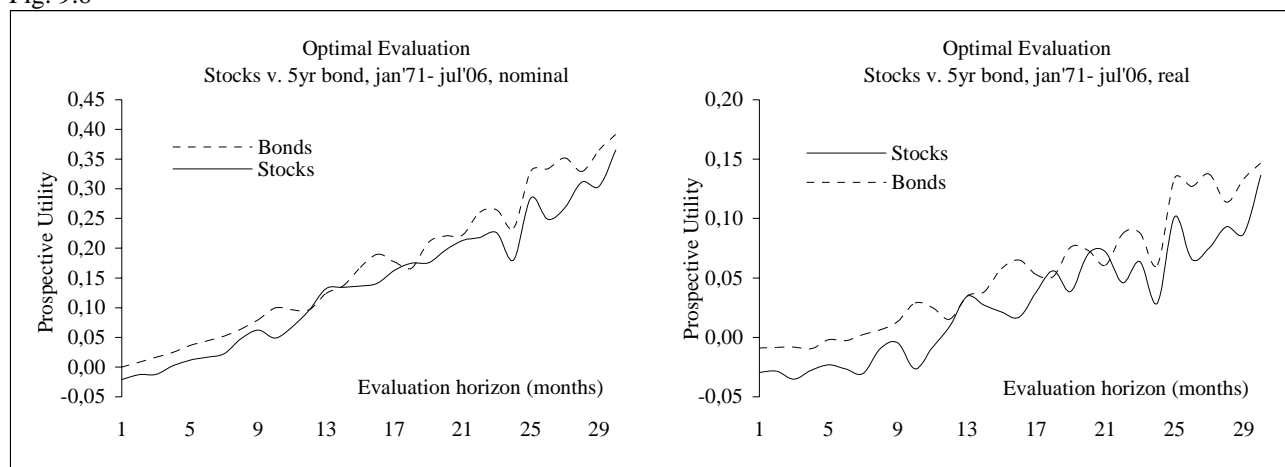 Optimal Evaluation
Stocks v. 5yr bond, jan'71- jul'06, nominal
Prospective Utility
0,45
0,40
0,35
0,30
0,25
0,20
0,15
0,10
0,05
0,00
-0,05
Bonds
Stocks
Evaluation horizon (months)
1 5 9 13 17 21 25 29
Optimal Evaluation
Stocks v. 5yr bond, jan'71- jul'06, real
Prospective Utility
0,20
0,15
0,10
0,05
0,00
-0,05
Stocks
Bonds
Evaluation horizon (months)
1 5 9 13 17 21 25 29